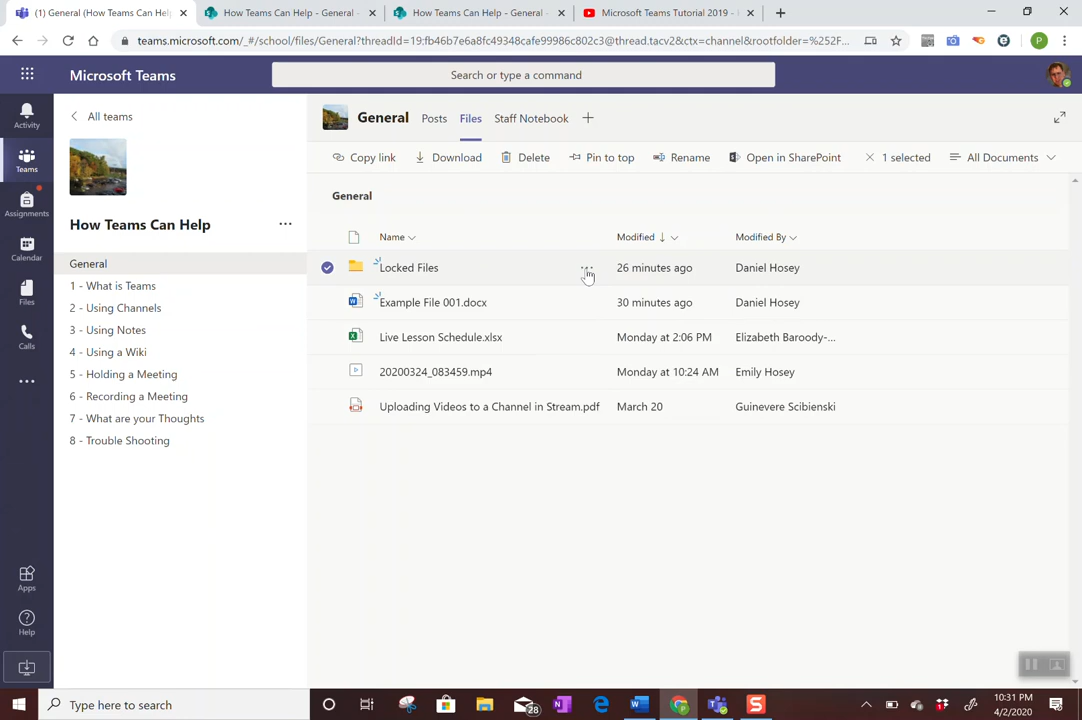 (1) General (How Teams Can Help
How Teams Can Help - General -
How Teams Can Help - General -
Microsoft Teams Tutorial 2019 -
teams.microsoft.com/_#/school/files/General?threadId=19:fb46b7e6a8fc49348cafe99986c802c3@thread.tacv2&ctx=channel&rootfolder=%252F...
P
Microsoft Teams
Search or type a command
Activity
Teams
Assignments
Calendar
Files
Calls
Apps
Help
All teams
How Teams Can Help
General
1 - What is Teams
2 - Using Channels
3 - Using Notes
4 - Using a Wiki
5 - Holding a Meeting
6 - Recording a Meeting
7 - What are your Thoughts
8 - Trouble Shooting
General Posts Files Staff Notebook
Copy link Download Delete Pin to top Rename Open in SharePoint 1 selected All Documents
General
Name Modified Modified By
Locked Files 26 minutes ago Daniel Hosey
Example File 001.docx 30 minutes ago Daniel Hosey
Live Lesson Schedule.xlsx Monday at 2:06 PM Elizabeth Baroody-...
20200324_083459.mp4 Monday at 10:24 AM Emily Hosey
Uploading Videos to a Channel in Stream.pdf March 20 Guinevere Scibienski
Type here to search
28
10:31 PM
4/2/2020